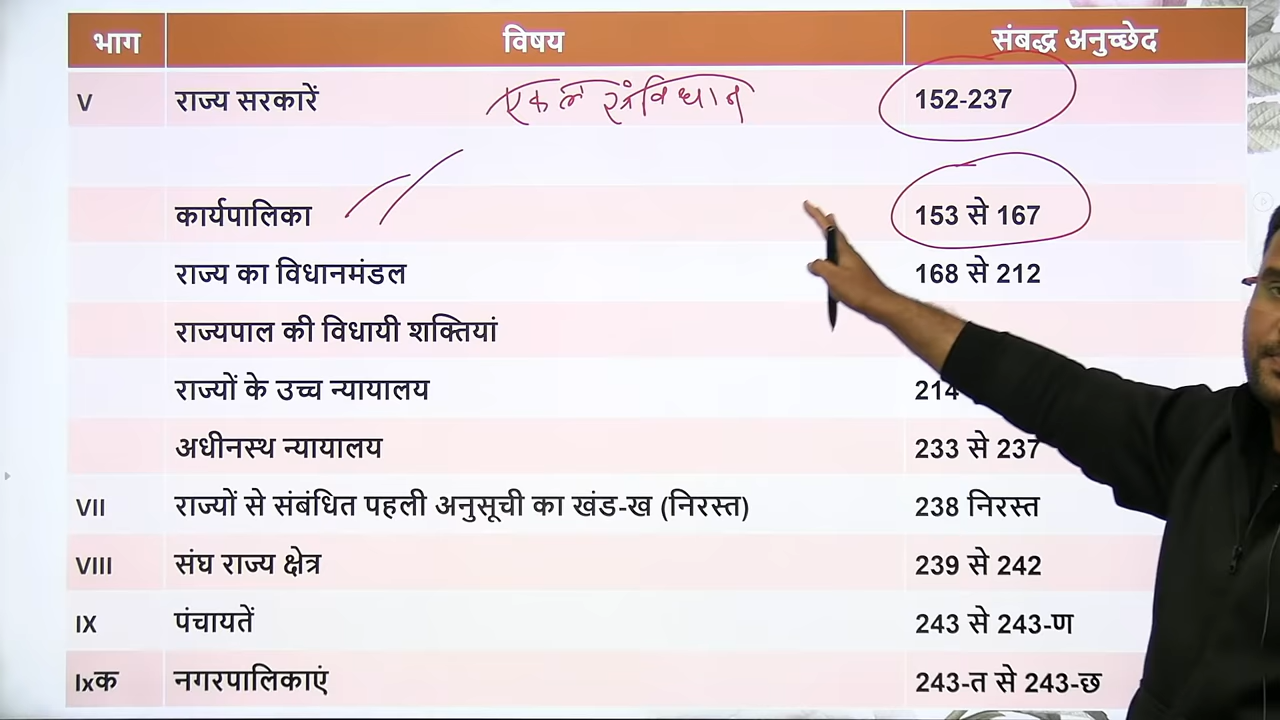 भाग विषय संबद्ध अनुच्छेद
V राज्य सरकारें एकल संविधान 152-237
कार्यपालिका 153 से 167
राज्य का विधानमंडल 168 से 212
राज्यपाल की विधायी शक्तियां
राज्यों के उच्च न्यायालय 214
अधीनस्थ न्यायालय 233 से 237
VII राज्यों से संबंधित पहली अनुसूची का खंड-ख (निरस्त) 238 निरस्त
VIII संघ राज्य क्षेत्र 239 से 242
IX पंचायतें 243 से 243-ण
Ixक नगरपालिकाएं 243-त से 243-छ